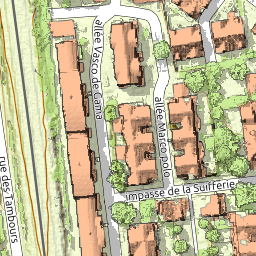 allée Vasco de Gama
allée Marco polo
impasse de la Suifferie
rue des Tambours